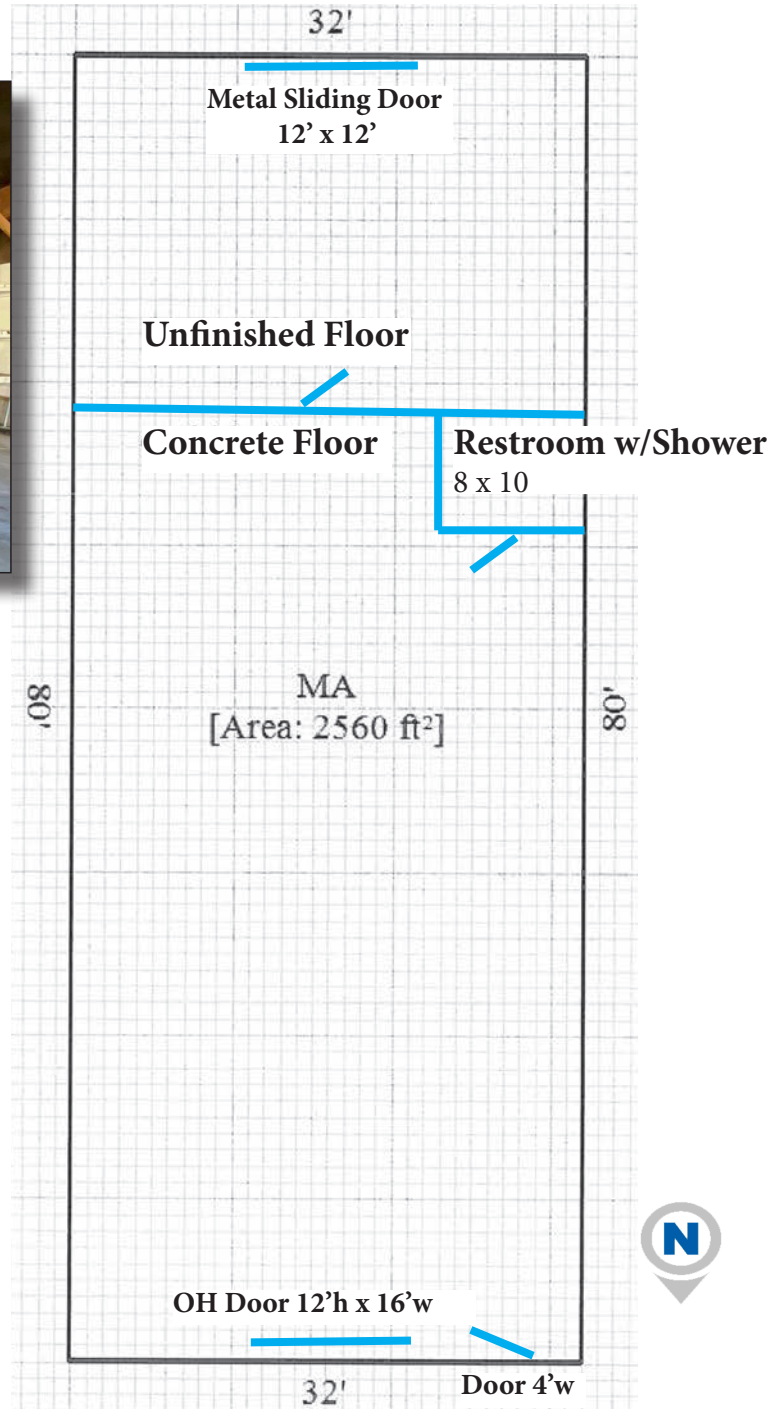 32'
Metal Sliding Door
12’ x 12’
Unfinished Floor
Concrete Floor
Restroom w/Shower
8 x 10
80'
MA
[Area: 2560 ft²]
80'
N
OH Door 12’h x 16’w
32'
Door 4’w